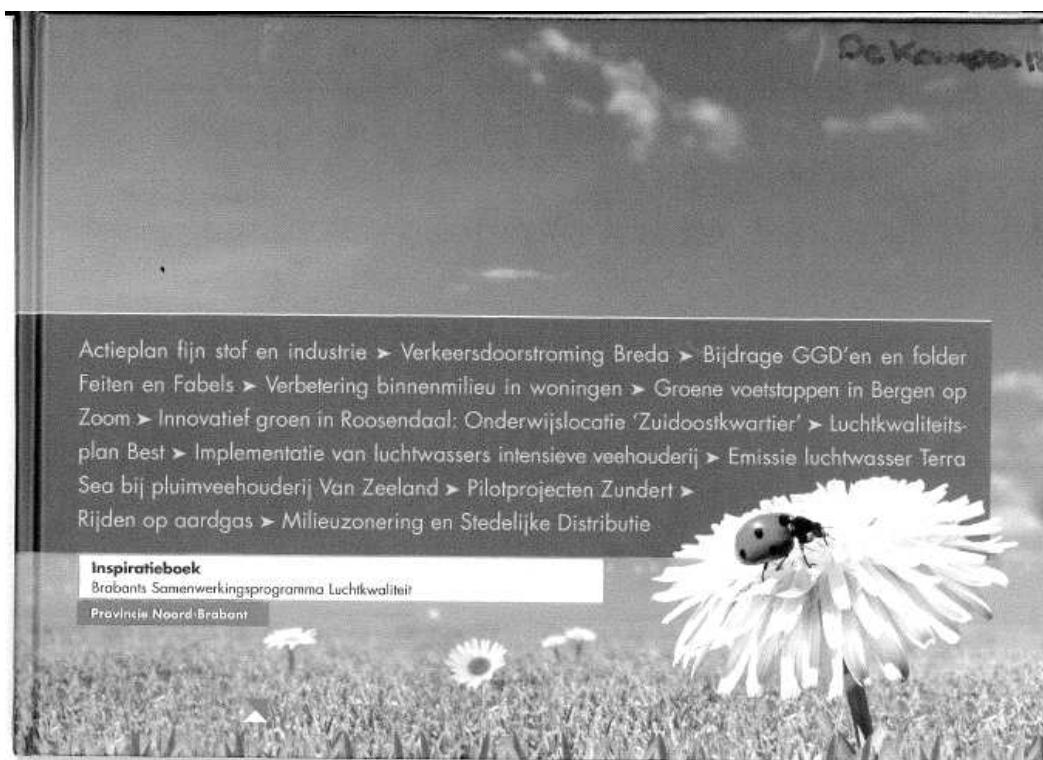 De Kempen
Actieplan fijn stof en industrie ➤ Verkeersdoorstroming Breda ➤ Bijdrage GGD'en en folder
Feiten en Fabels ➤ Verbetering binnenmilieu in woningen ➤ Groene voetstappen in Bergen op
Zoom ➤ Innovatief groen in Roosendaal: Onderwijslocatie 'Zuidoostkwartier' ➤ Luchtkwaliteits-
plan Best ➤ Implementatie van luchtwassers intensieve veehouderij ➤ Emissie luchtwasser Terra
Sea bij pluimveehouderij Van Zeeland ➤ Pilotprojecten Zundert ➤
Rijden op aardgas ➤ Milieuzonering en Stedelijke Distributie
Inspiratieboek
Brabants Samenwerkingsprogramma Luchtkwaliteit
Provincie Noord-Brabant